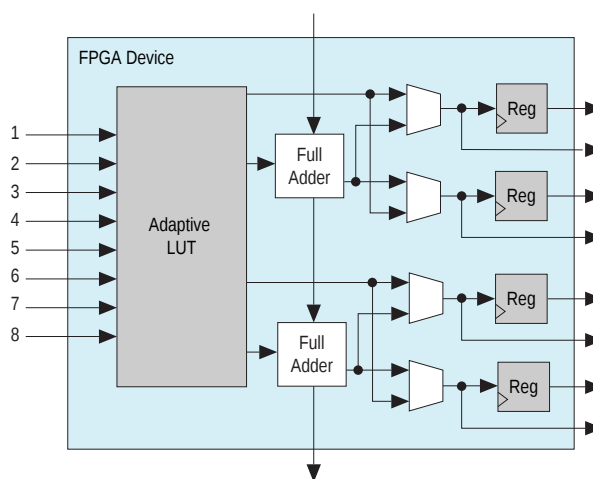 FPGA Device
1
2
3
4
5
6
7
8
Adaptive
LUT
Full
Adder
Full
Adder
Reg
Reg
Reg
Reg